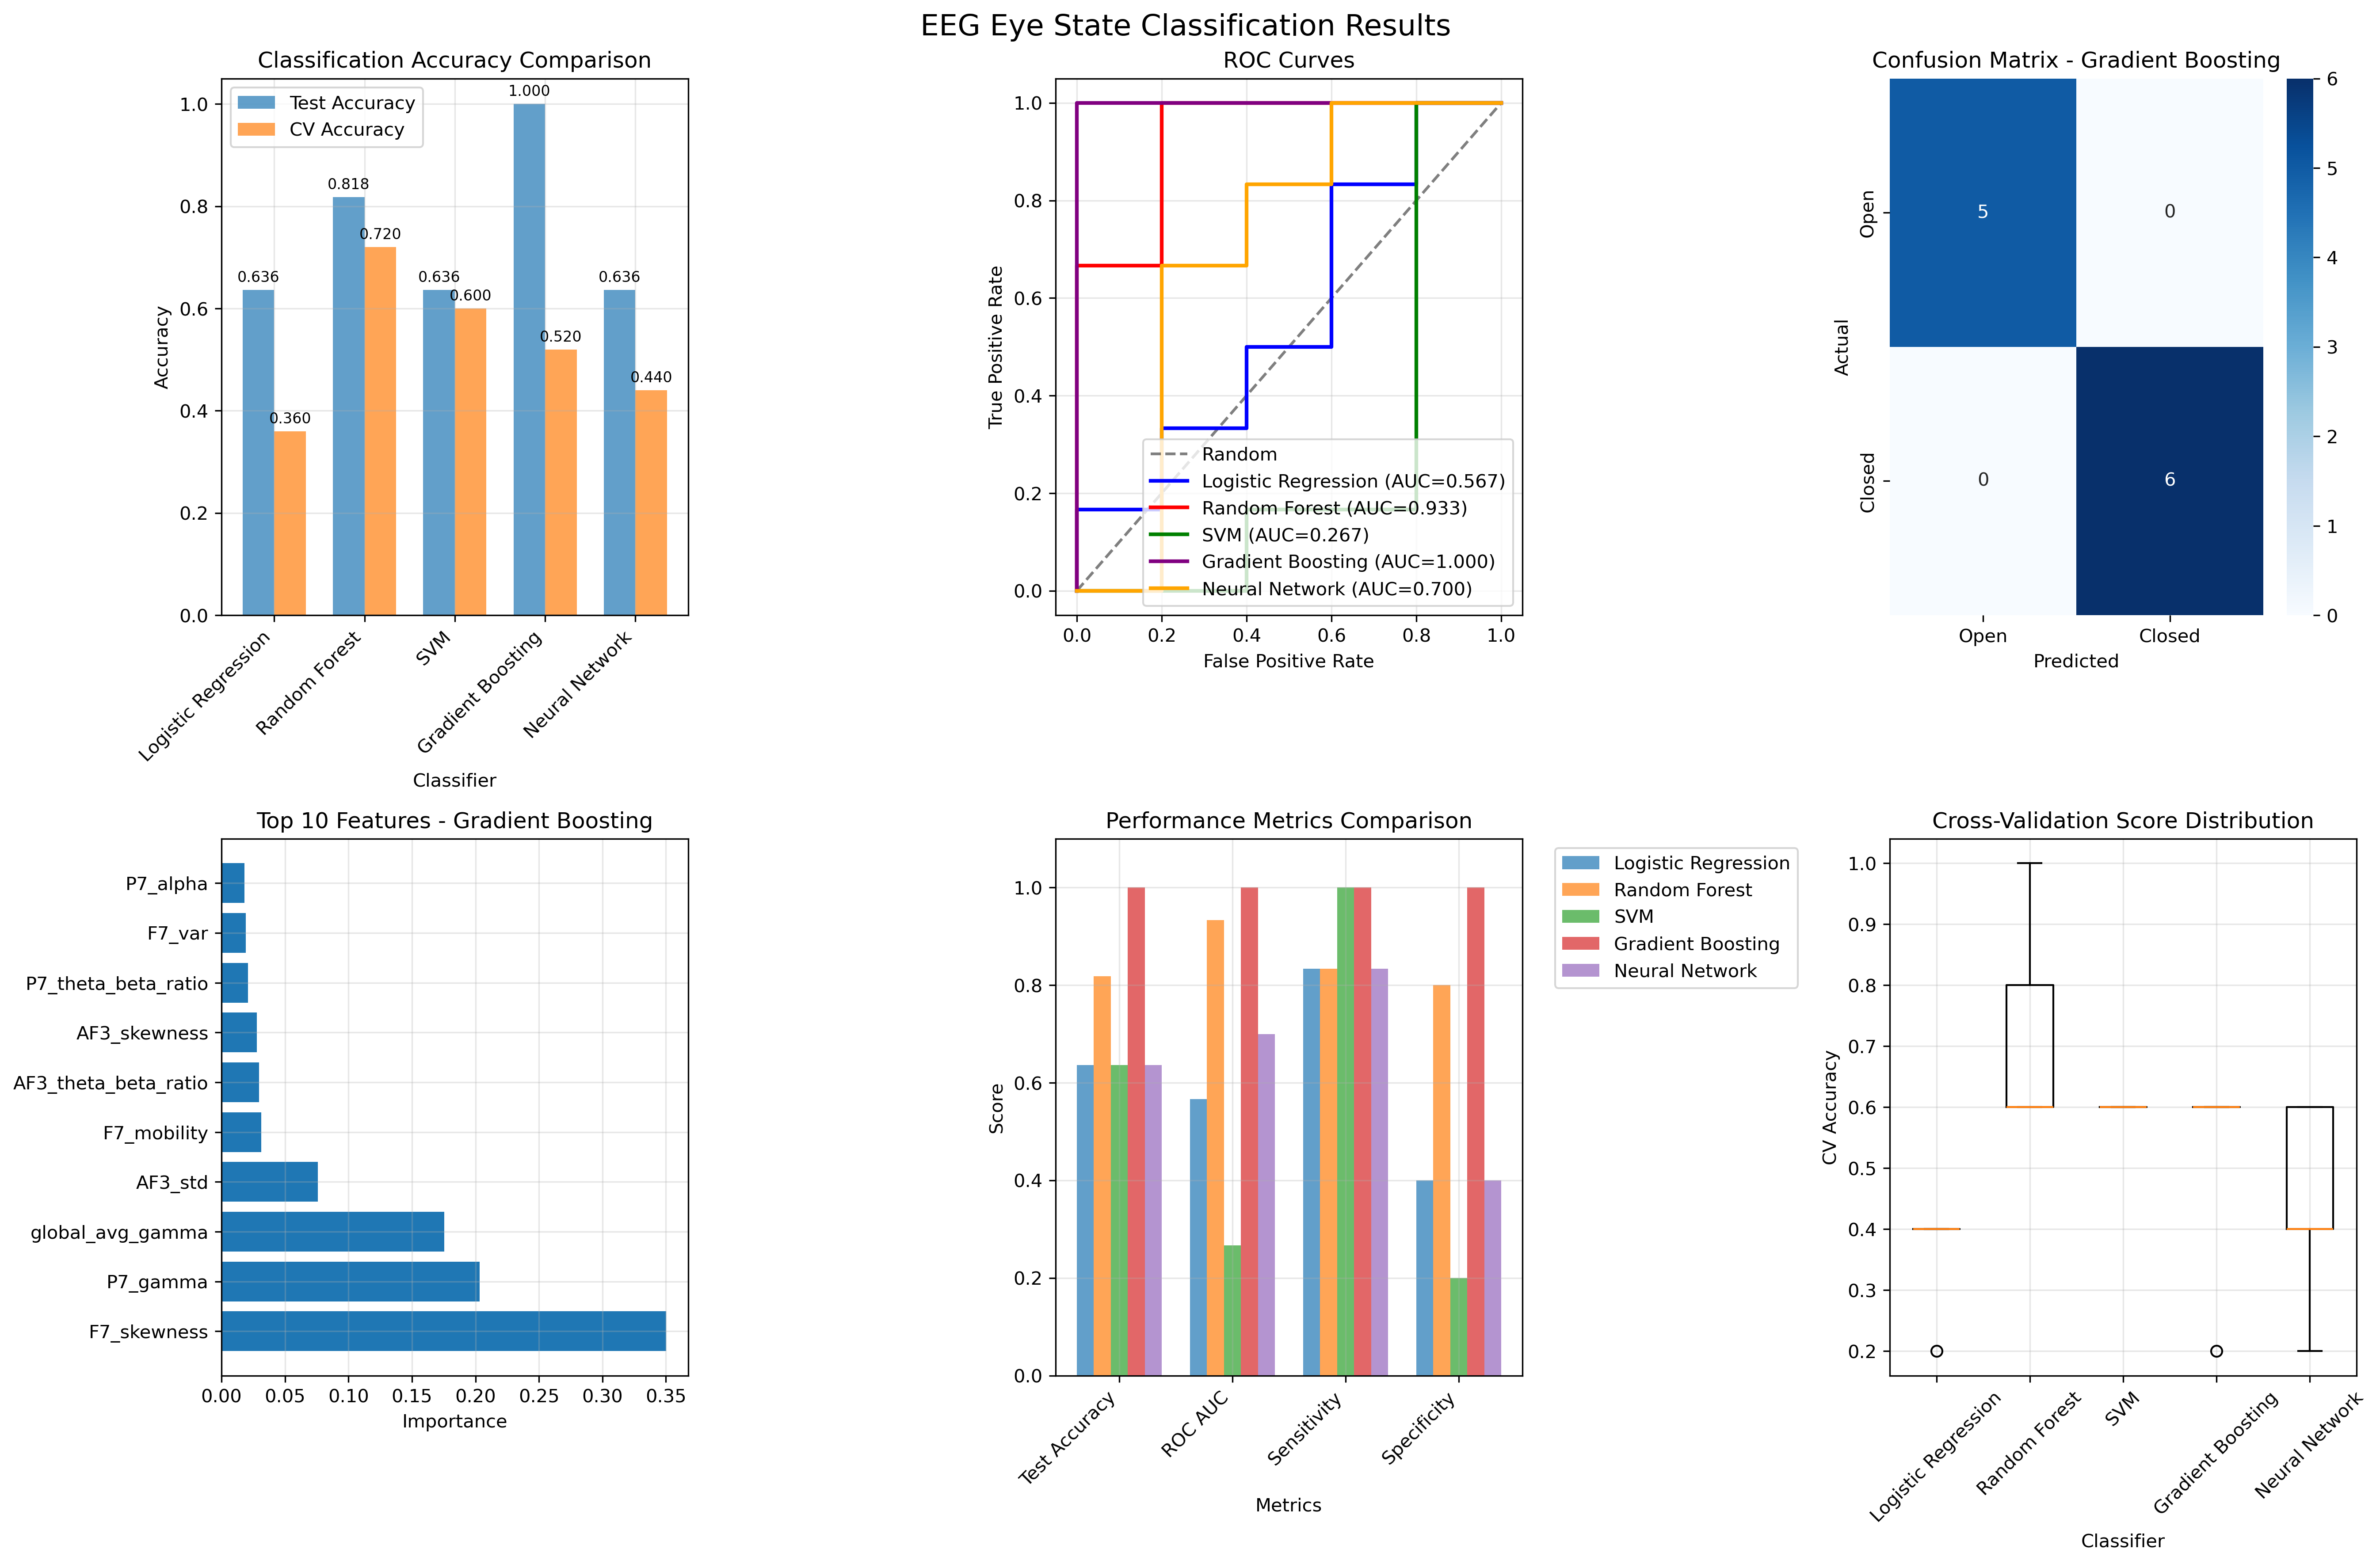 EEG Eye State Classification Results
Classification Accuracy Comparison
Test Accuracy
CV Accuracy
1.0
0.8
0.6
0.4
0.2
0.0
Accuracy
0.636
0.360
0.818
0.720
0.636
0.600
1.000
0.520
0.636
0.440
Logistic Regression
Random Forest
SVM
Gradient Boosting
Neural Network
Classifier
ROC Curves
True Positive Rate
1.0
0.8
0.6
0.4
0.2
0.0
Random
Logistic Regression (AUC=0.567)
Random Forest (AUC=0.933)
SVM (AUC=0.267)
Gradient Boosting (AUC=1.000)
Neural Network (AUC=0.700)
0.0 0.2 0.4 0.6 0.8 1.0
False Positive Rate
Confusion Matrix - Gradient Boosting
Actual
Open
Closed
5 0
0 6
Open Closed
Predicted
6
5
4
3
2
1
0
Top 10 Features - Gradient Boosting
P7_alpha
F7_var
P7_theta_beta_ratio
AF3_skewness
AF3_theta_beta_ratio
F7_mobility
AF3_std
global_avg_gamma
P7_gamma
F7_skewness
0.00 0.05 0.10 0.15 0.20 0.25 0.30 0.35
Importance
Performance Metrics Comparison
Score
1.0
0.8
0.6
0.4
0.2
0.0
Test Accuracy
ROC AUC
Sensitivity
Specificity
Metrics
Logistic Regression
Random Forest
SVM
Gradient Boosting
Neural Network
Cross-Validation Score Distribution
CV Accuracy
1.0
0.9
0.8
0.7
0.6
0.5
0.4
0.3
0.2
Logistic Regression
Random Forest
SVM
Gradient Boosting
Neural Network
Classifier